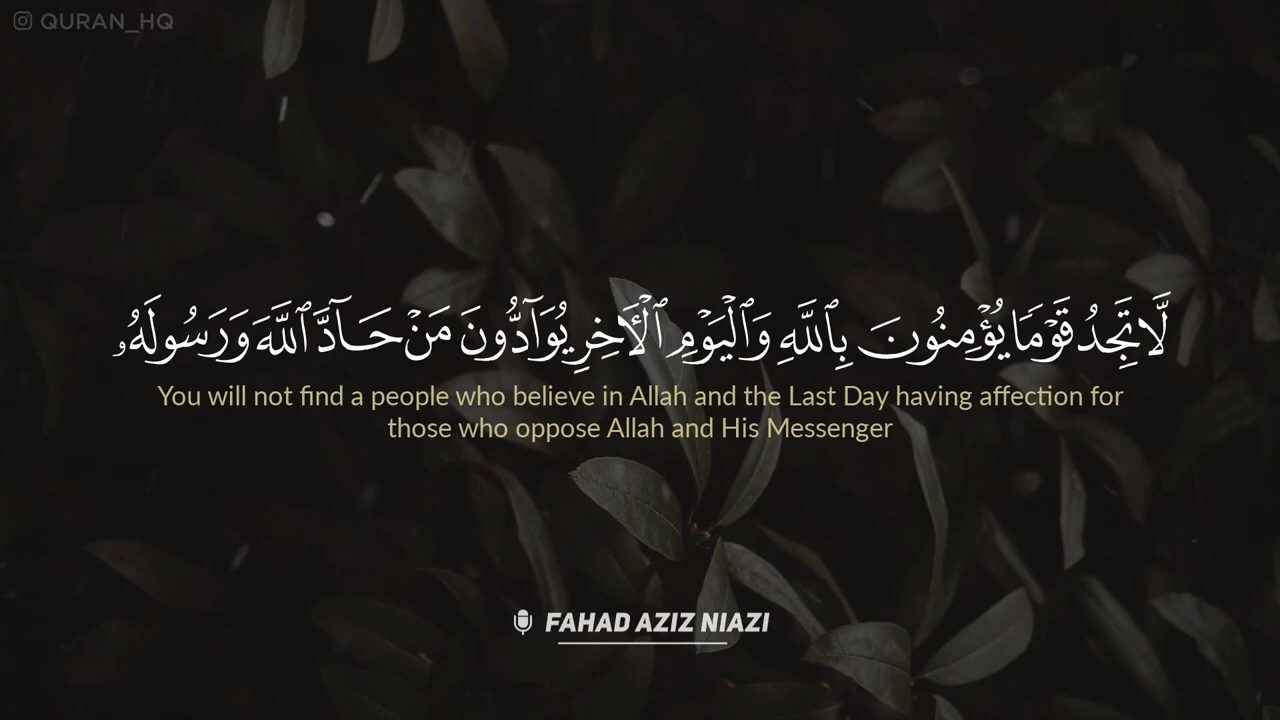 QURAN_HQ
لَّا تَجِدُ قَوْمًا يُؤْمِنُونَ بِٱللَّهِ وَٱلْيَوْمِ ٱلْـَٔاخِرِ يُوَآدُّونَ مَنْ حَآدَّ ٱللَّهَ وَرَسُولَهُۥ
You will not find a people who believe in Allah and the Last Day having affection for
those who oppose Allah and His Messenger
FAHAD AZIZ NIAZI